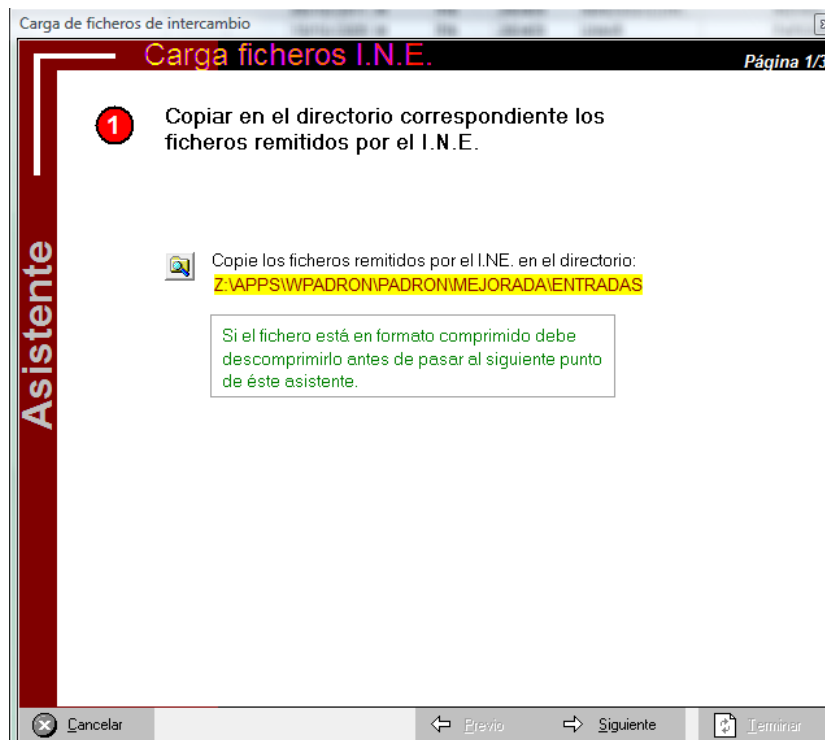 Carga de ficheros de intercambio
Carga ficheros I.N.E.
Página 1/3
1
Copiar en el directorio correspondiente los
ficheros remitidos por el I.N.E.
Asistente
Copie los ficheros remitidos por el I.NE. en el directorio:
Z:\APPS\WPADRON\PADRON\MEJORADA\ENTRADAS
Si el fichero está en formato comprimido debe
descomprimirlo antes de pasar al siguiente punto
de éste asistente.
Cancelar
Previo
Siguiente
Terminar